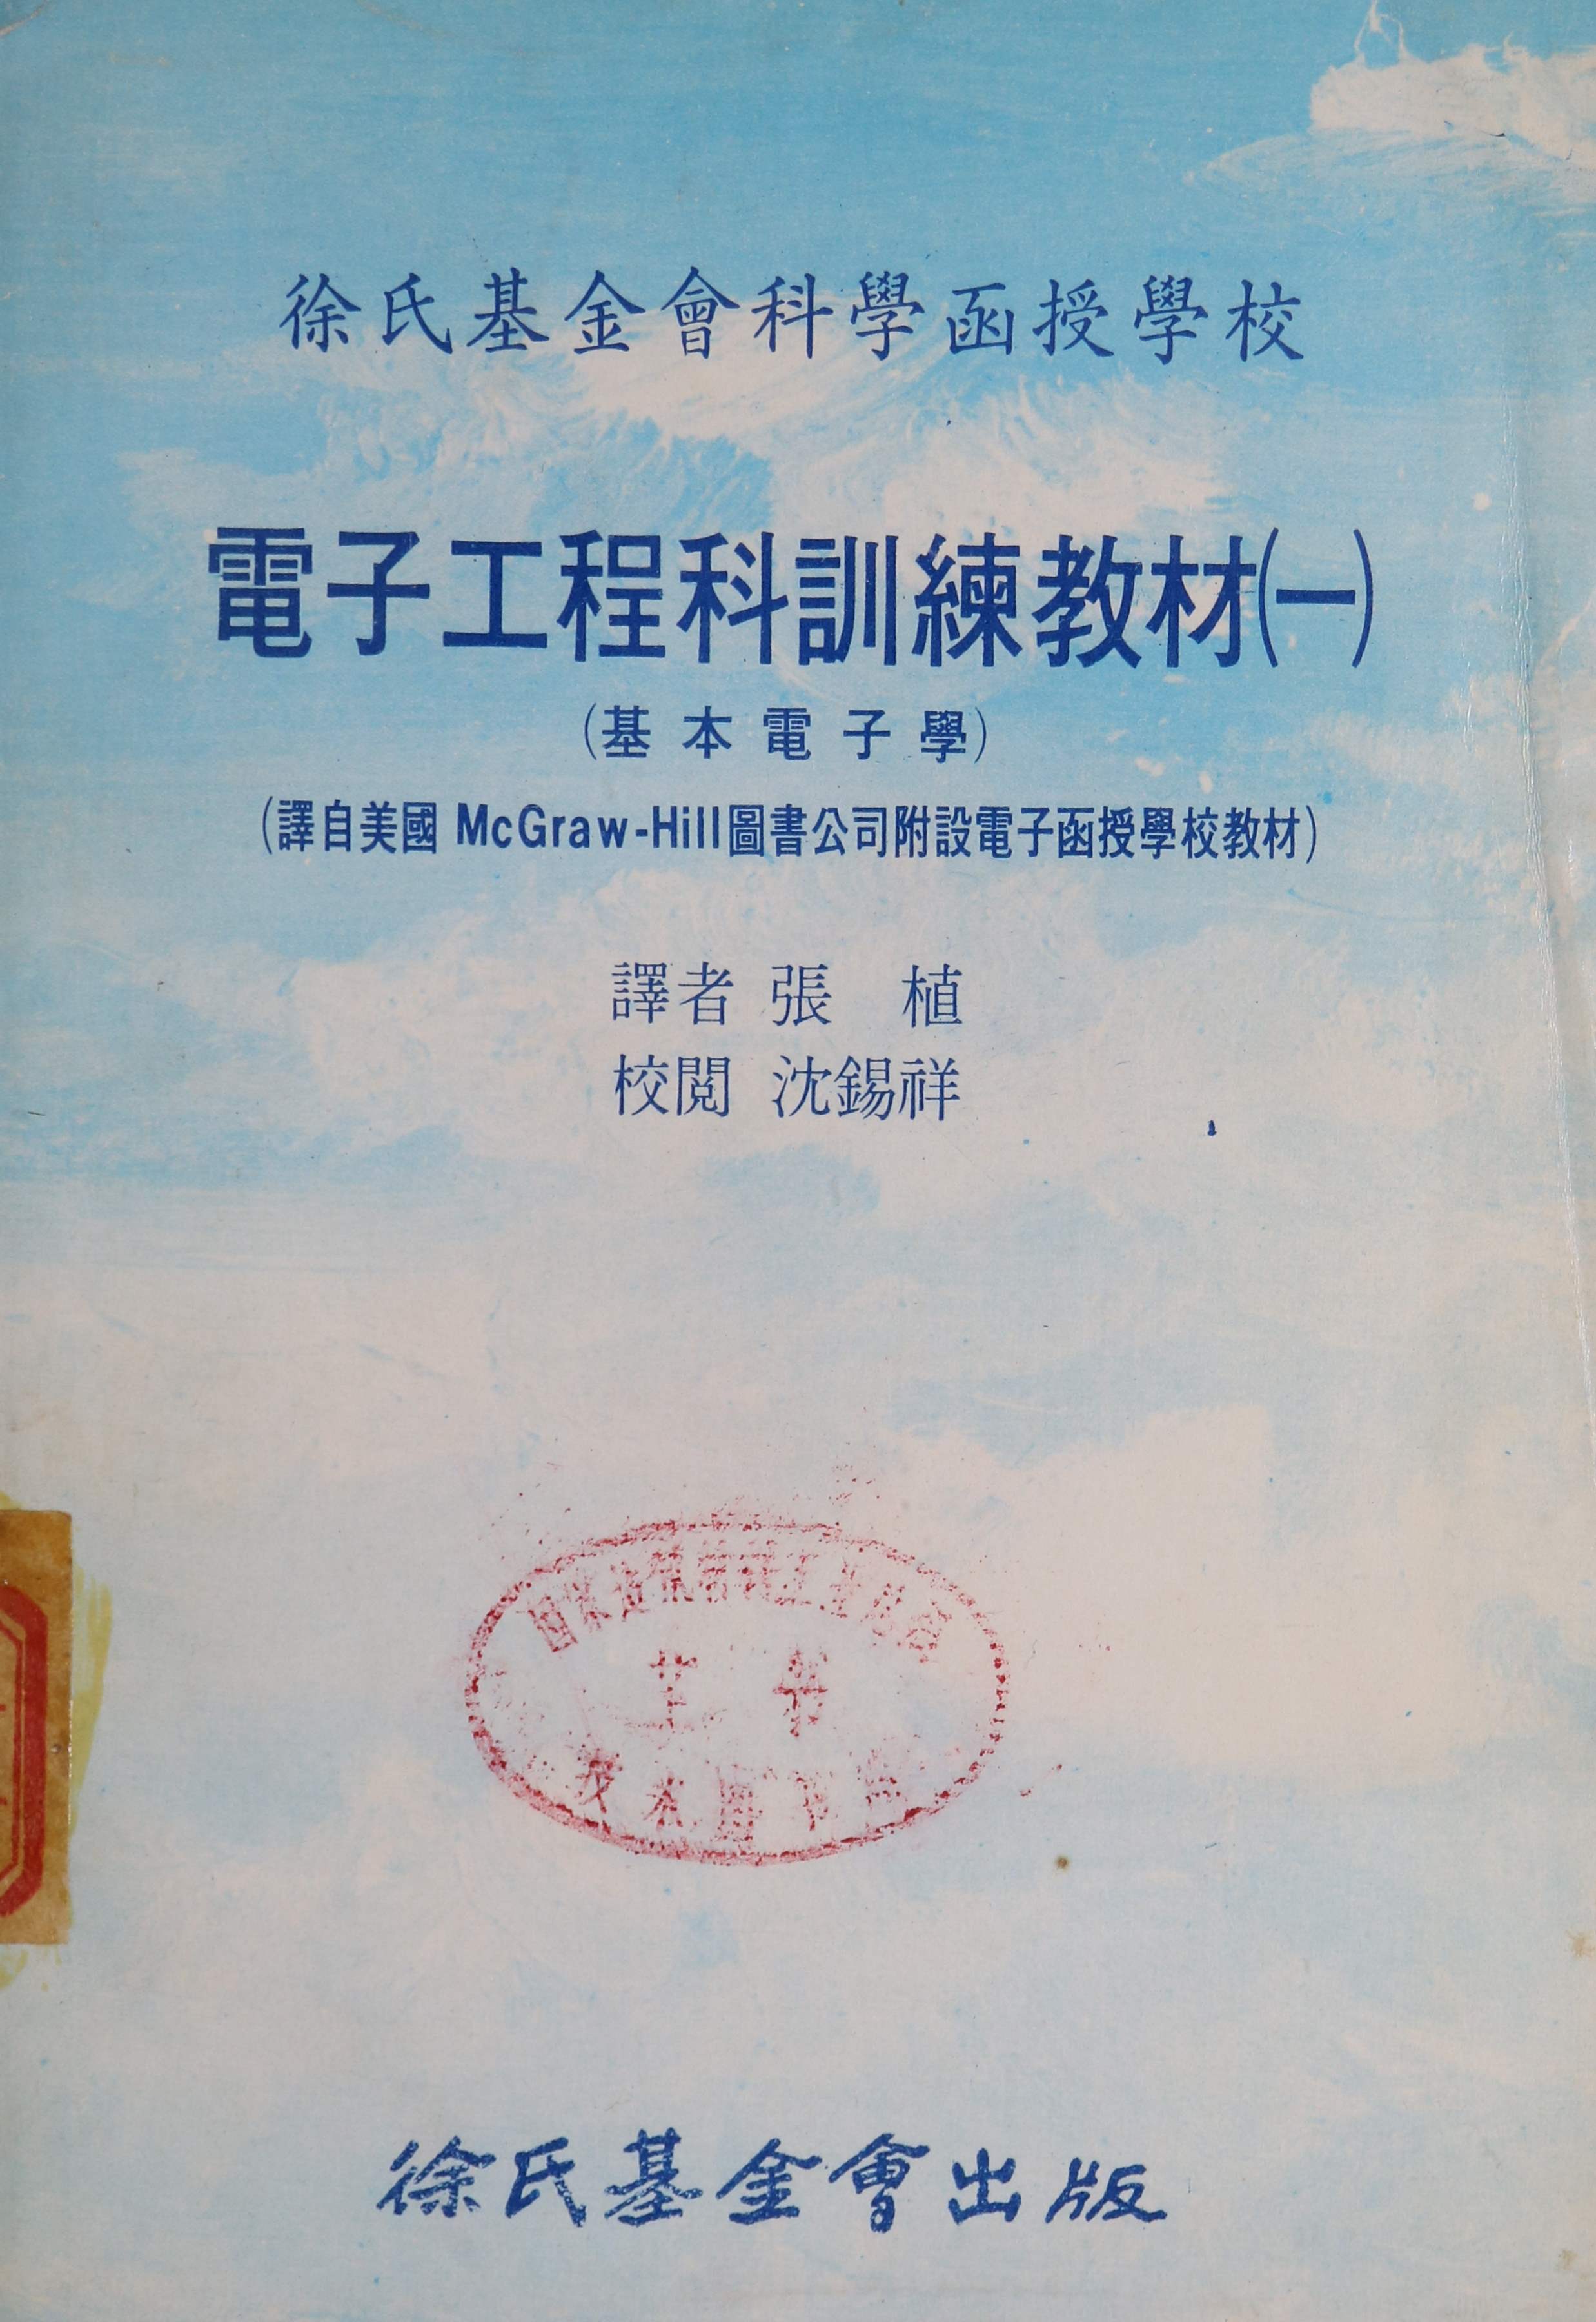 徐氏基金會科學函授學校
電子工程科訓練教材(一)
(基本電子學)
(譯自美國 McGraw-Hill圖書公司附設電子函授學校教材)
譯者 張 植
校閱 沈錫祥
徐氏基金會出版